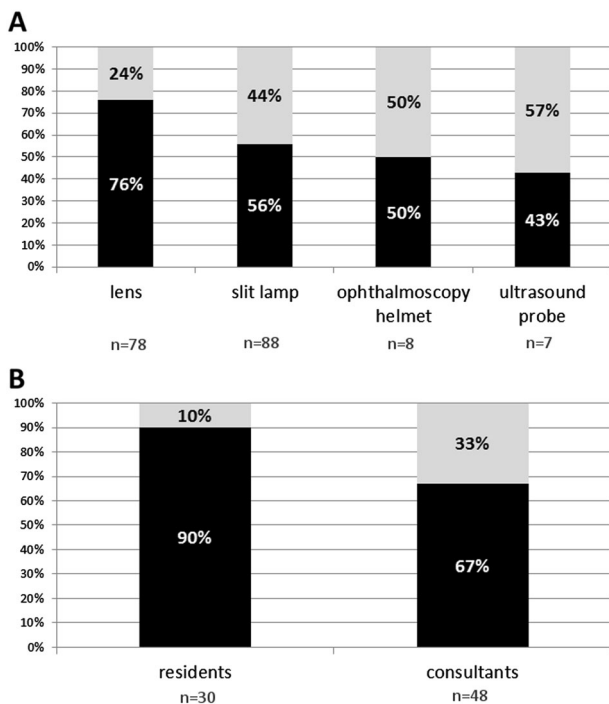 A
100%
90%
80%
70%
60%
50%
40%
30%
20%
10%
0%
24% 44% 50% 57%
76% 56% 50% 43%
lens slit lamp ophthalmoscopy ultrasound
helmet probe
n=78 n=88 n=8 n=7
B
100%
90%
80%
70%
60%
50%
40%
30%
20%
10%
0%
10% 33%
90% 67%
residents consultants
n=30 n=48